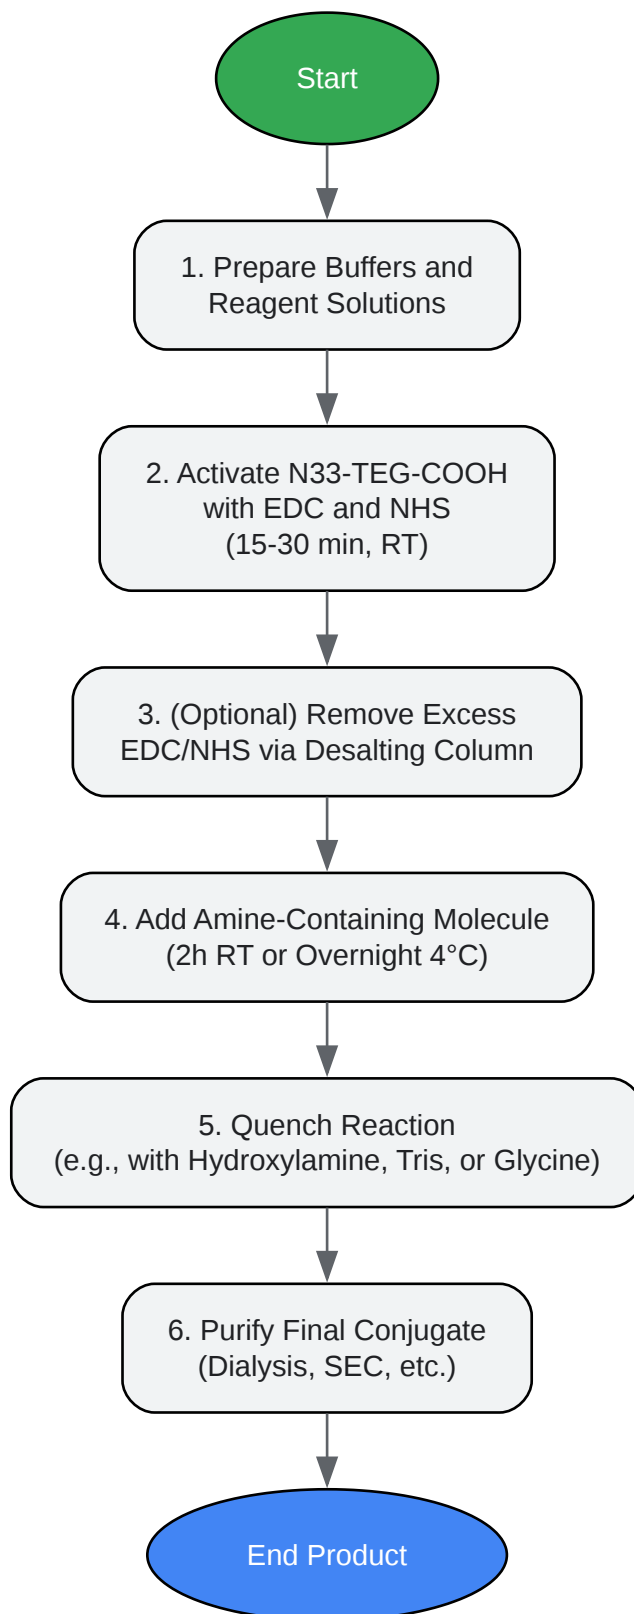 Start
1. Prepare Buffers and
Reagent Solutions
2. Activate N33-TEG-COOH
with EDC and NHS
(15-30 min, RT)
3. (Optional) Remove Excess
EDC/NHS via Desalting Column
4. Add Amine-Containing Molecule
(2h RT or Overnight 4°C)
5. Quench Reaction
(e.g., with Hydroxylamine, Tris, or Glycine)
6. Purify Final Conjugate
(Dialysis, SEC, etc.)
End Product